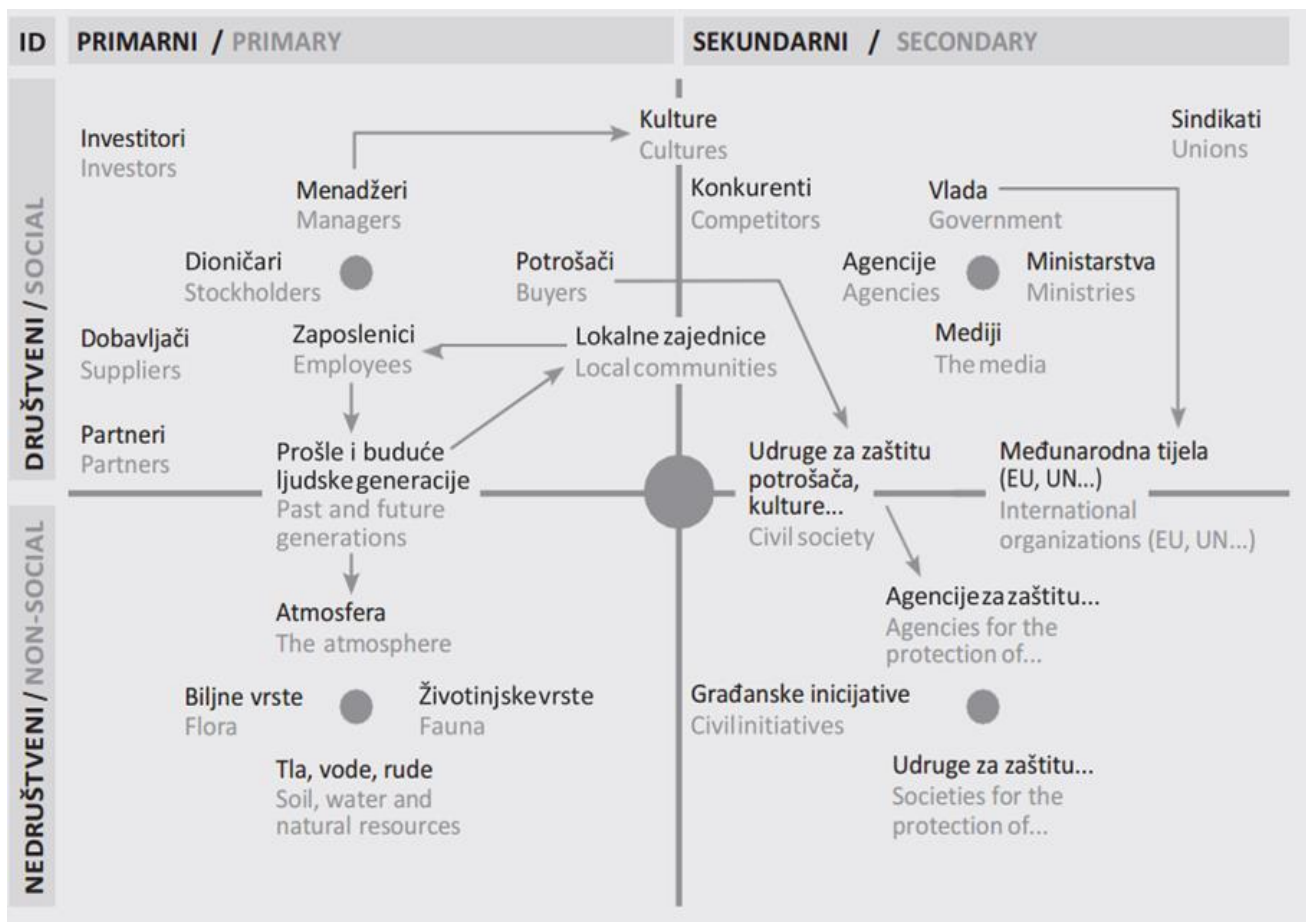 ID
PRIMARNI / PRIMARY
SEKUNDARNI / SECONDARY
DRUŠTVENI / SOCIAL
Investitori
Investors
Menadžeri
Managers
Dioničari
Stockholders
Potrošači
Buyers
Dobavljači
Suppliers
Zaposlenici
Employees
Partneri
Partners
Prošle i buduće
ljudske generacije
Past and future
generations
Kulture
Cultures
Lokalne zajednice
Local communities
Konkurenti
Competitors
Vlada
Government
Sindikati
Unions
Agencije
Agencies
Ministarstva
Ministries
Mediji
The media
Udruge za zaštitu
potrošača,
kulture...
Civil society
Međunarodna tijela
(EU, UN...)
International
organizations (EU, UN...)
NEDRUŠTVENI / NON-SOCIAL
Atmosfera
The atmosphere
Biljne vrste
Flora
Životinjske vrste
Fauna
Tla, vode, rude
Soil, water and
natural resources
Agencije za zaštitu...
Agencies for the
protection of...
Građanske inicijative
Civil initiatives
Udruge za zaštitu...
Societies for the
protection of...